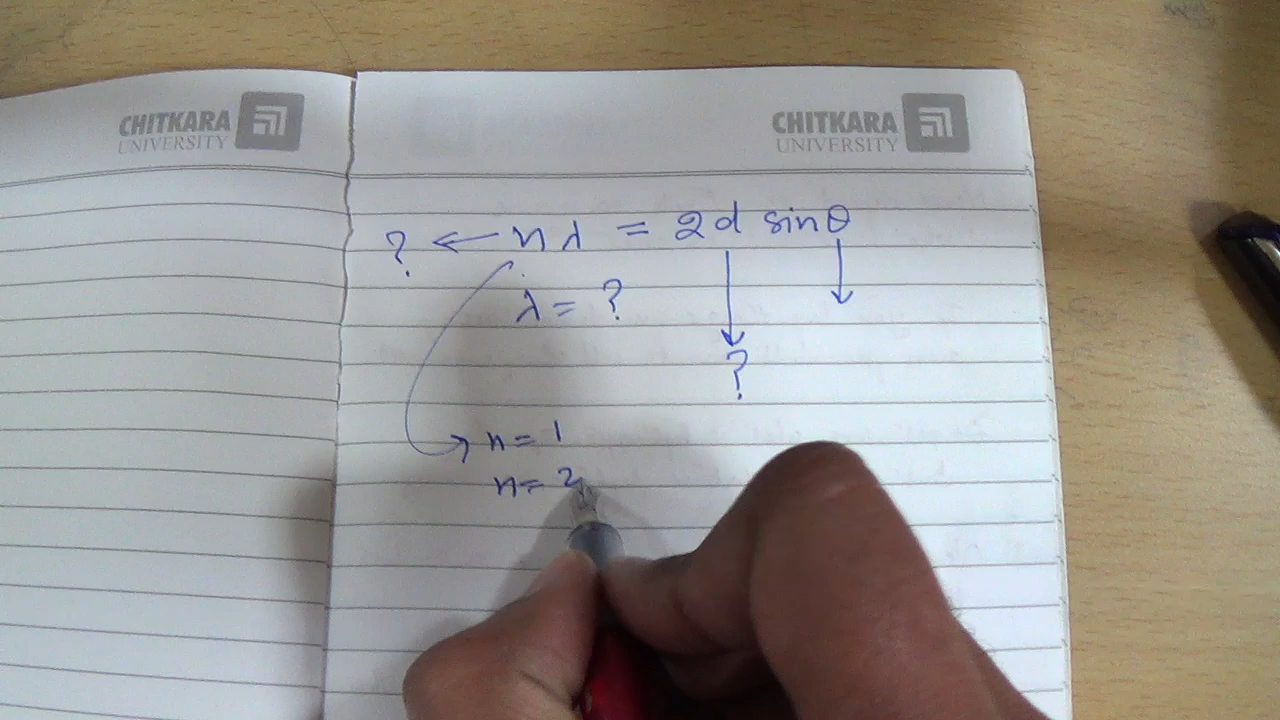 CHITKARA
UNIVERSITY
CHITKARA
UNIVERSITY
? ← nλ = 2d sinθ
λ = ?
?
n = 1
n = 2